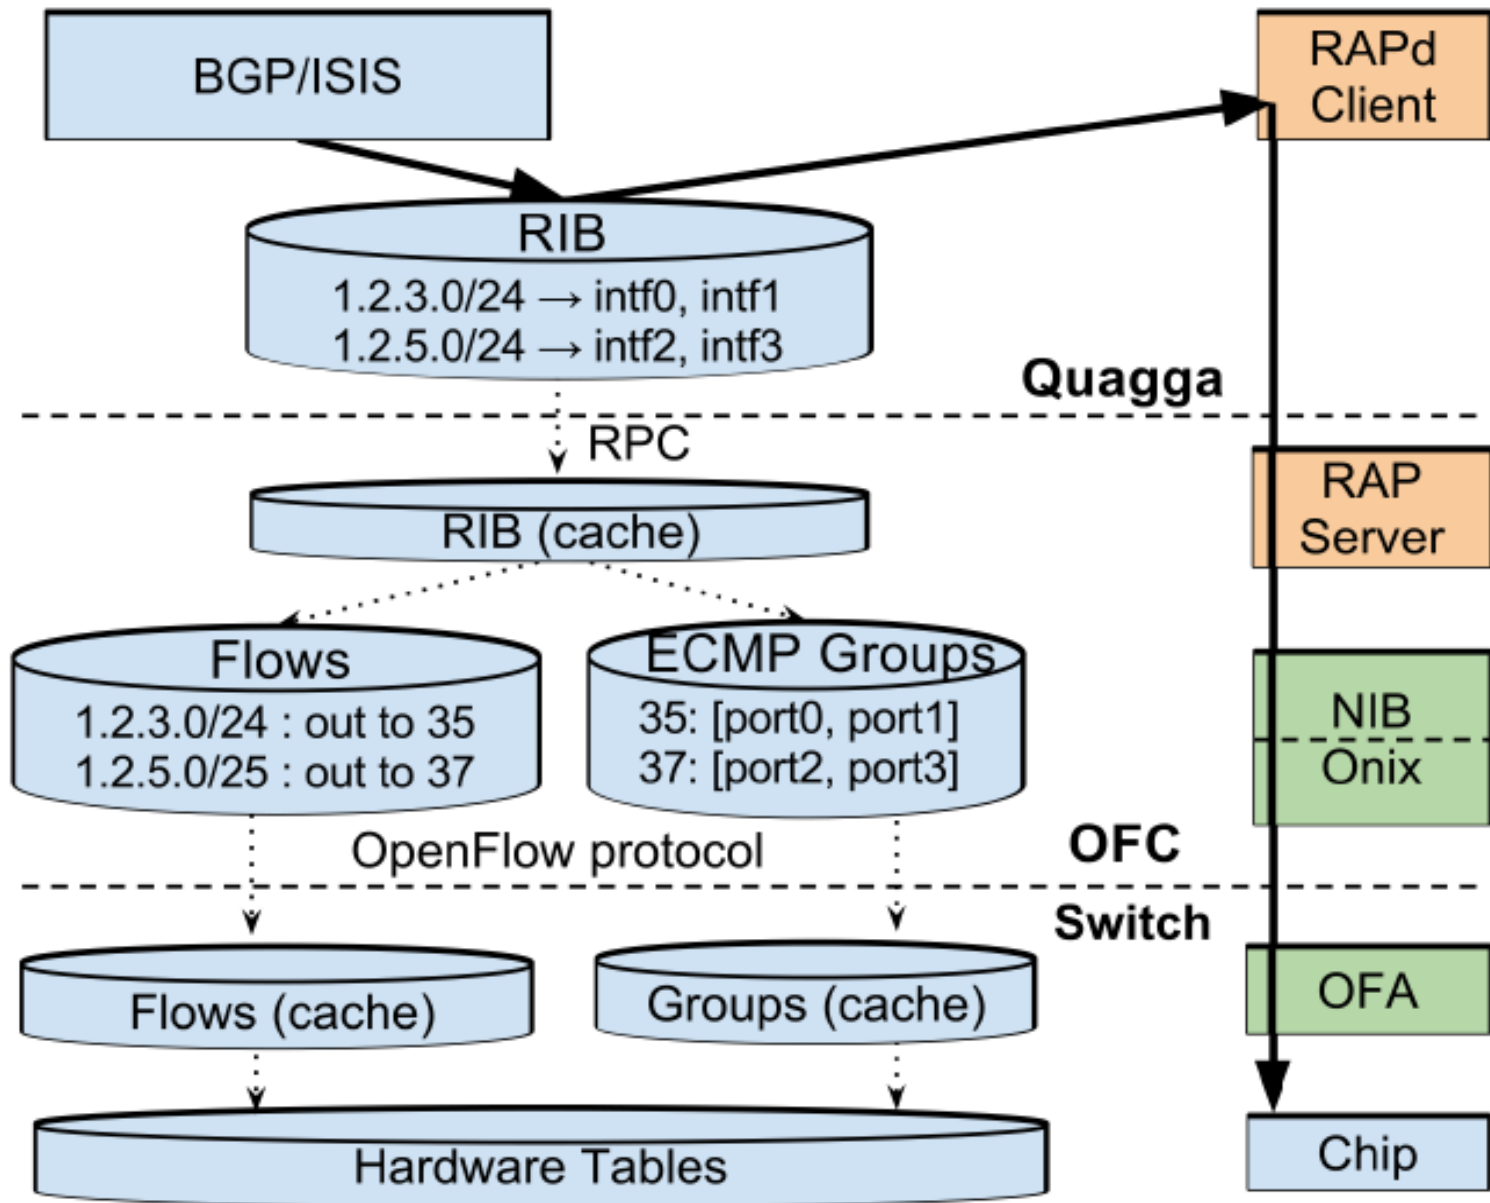 BGP/ISIS
RAPd
Client
RIB
1.2.3.0/24 → intf0, intf1
1.2.5.0/24 → intf2, intf3
Quagga
RPC
RIB (cache)
RAP
Server
Flows
1.2.3.0/24 : out to 35
1.2.5.0/25 : out to 37
ECMP Groups
35: [port0, port1]
37: [port2, port3]
NIB
Onix
OpenFlow protocol
OFC
Switch
Flows (cache)
Groups (cache)
OFA
Hardware Tables
Chip